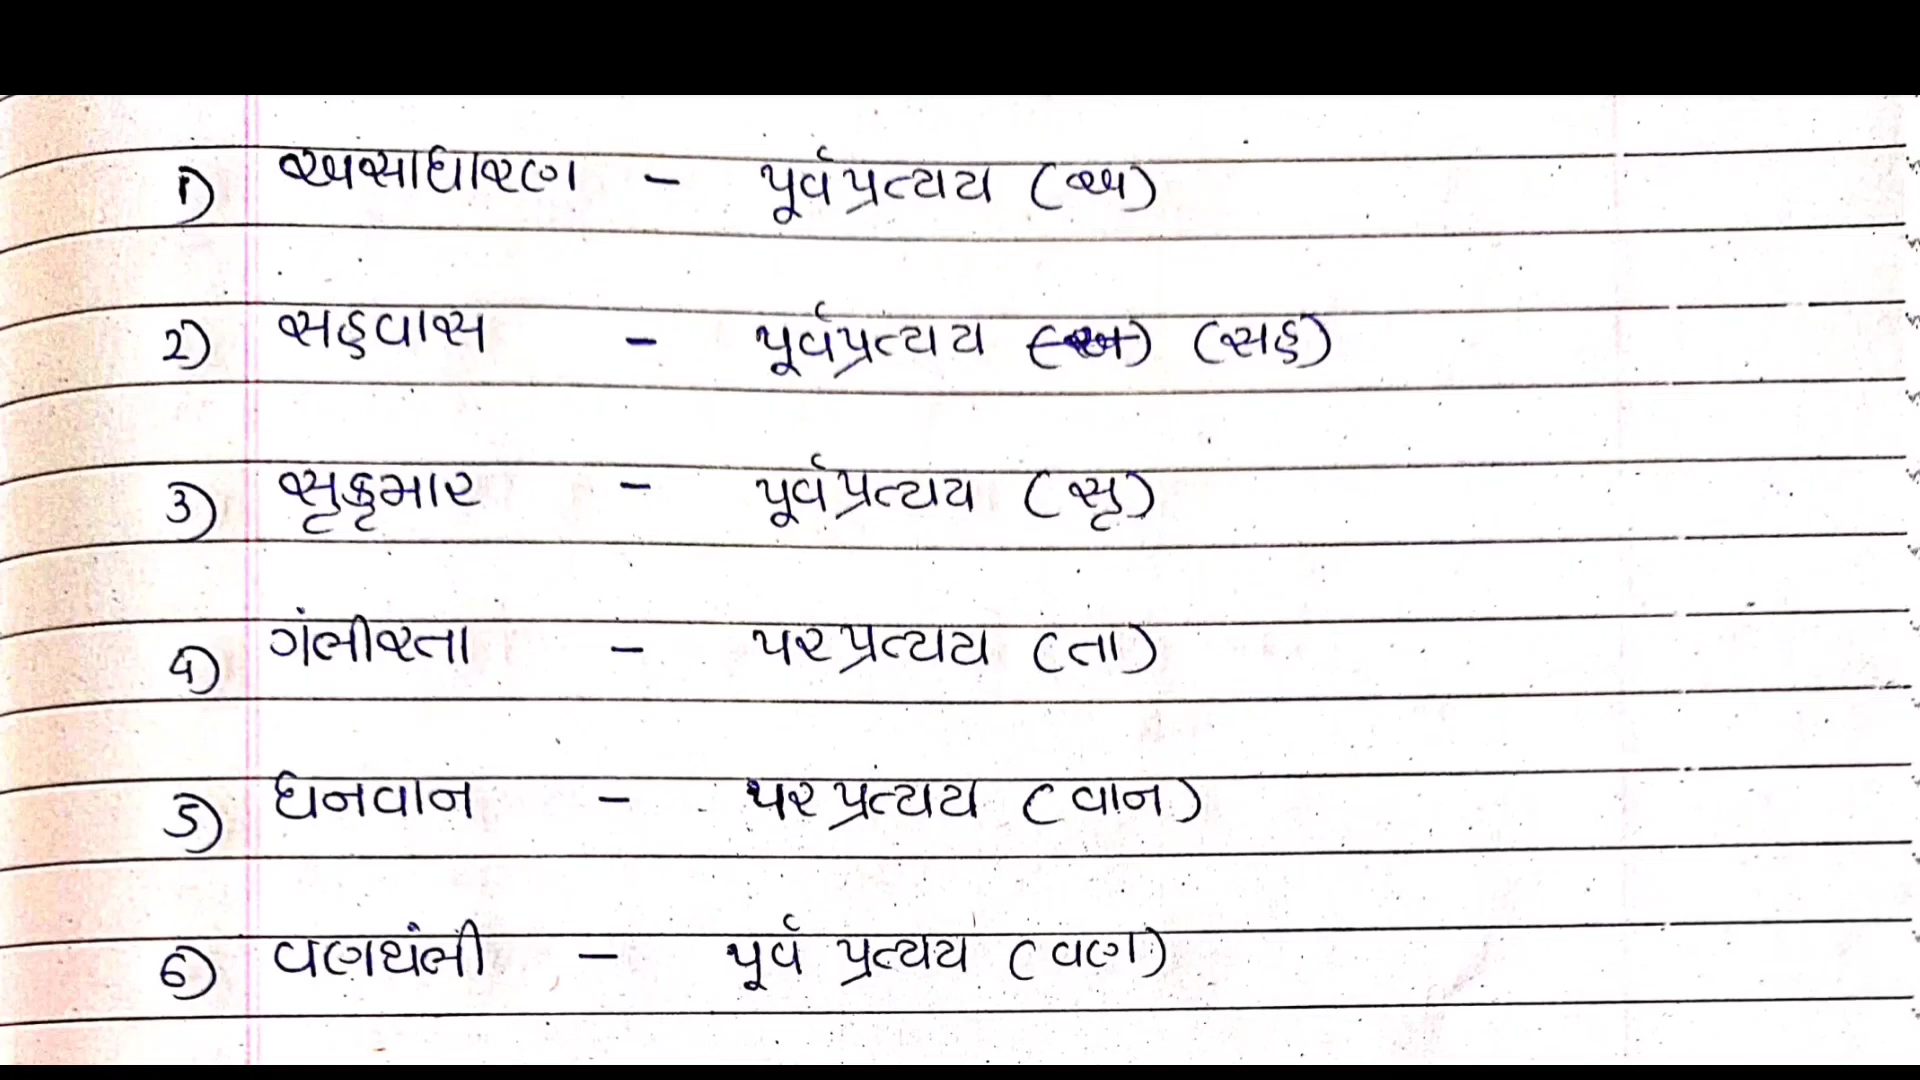 1) અસાધારણ - પૂર્વપ્રત્યય (અ)
2) સહવાસ - પૂર્વપ્રત્યય (અ) (સહ)
3) સુકુમાર - પૂર્વપ્રત્યય (સુ)
4) ગંભીરતા - પરપ્રત્યય (તા)
5) ધનવાન - પરપ્રત્યય (વાન)
6) વણથંભી - પૂર્વ પ્રત્યય (વણ)